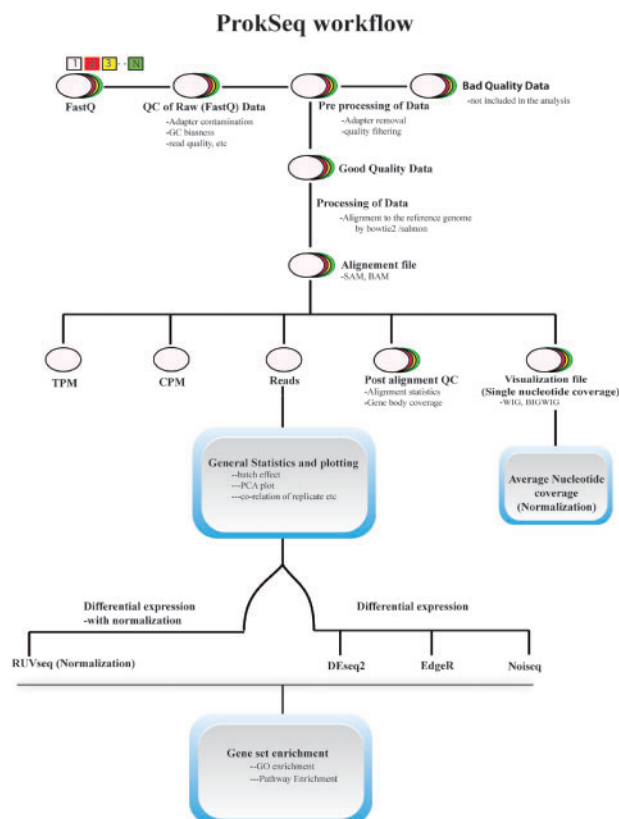 ProkSeq workflow
1 2 3 - - N
FastQ
QC of Raw (FastQ) Data
-Adapter contamination
-GC biasness
-read quality, etc
Pre processing of Data
-Adapter removal
-quality filtering
Bad Quality Data
-not included in the analysis
Good Quality Data
Processing of Data
-Alignment to the reference genome
by bowtie2 /salmon
Alignement file
-SAM, BAM
TPM
CPM
Reads
Post alignment QC
-Alignment statistics
-Gene body coverage
Visualization file
(Single nucleotide coverage)
-WIG, BIGWIG
General Statistics and plotting
--batch effect
---PCA plot
---co-relation of replicate etc
Average Nucleotide
coverage
(Normalization)
Differential expression
-with normalization
Differential expression
RUVseq (Normalization)
DEseq2
EdgeR
Noiseq
Gene set enrichment
---GO enrichment
---Pathway Enrichment